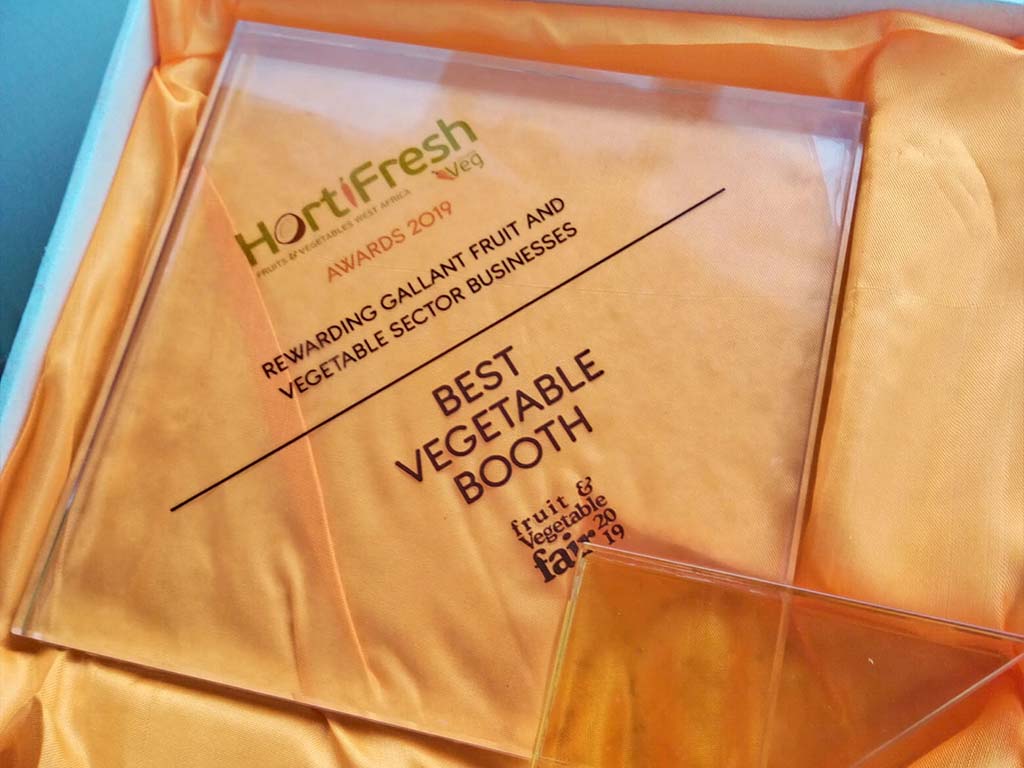 HortiFresh
FRUITS & VEGETABLES WEST AFRICA
Veg
AWARDS 2019
REWARDING GALLANT FRUIT AND
VEGETABLE SECTOR BUSINESSES
BEST
VEGETABLE
BOOTH
fruit &
Vegetable
fair 20
19